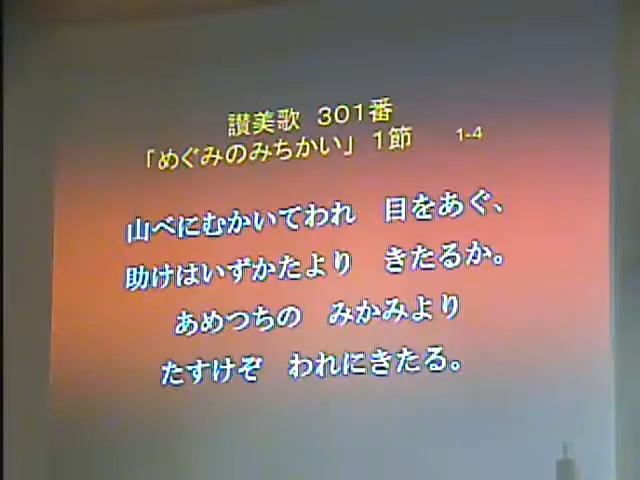 讃美歌 301番
「めぐみのみちかい」 1節 1-4
山べにむかいてわれ 目をあぐ、
助けはいずかたより きたるか。
あめつちの みかみより
たすけぞ われにきたる。